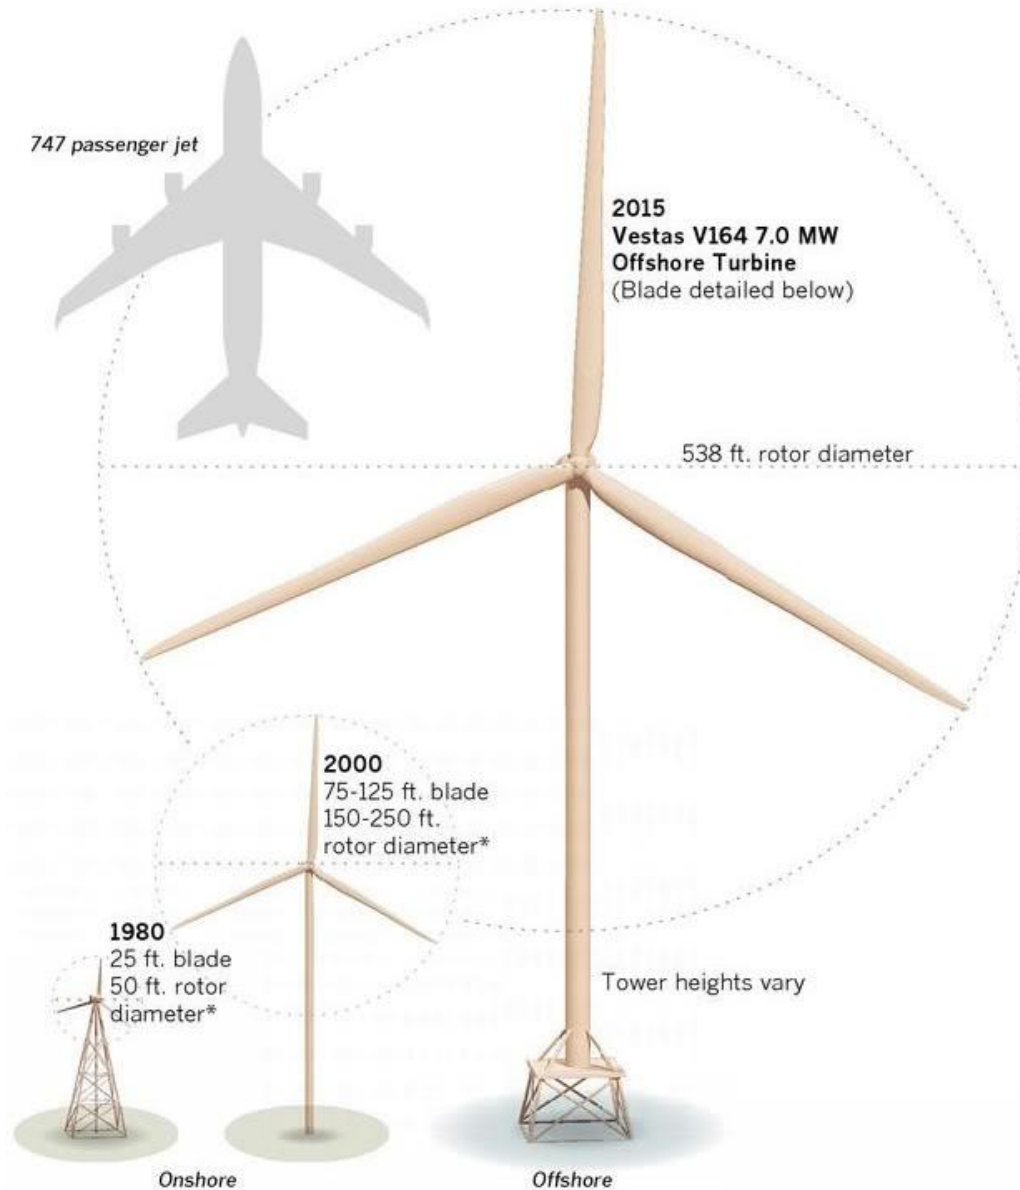 747 passenger jet
2015
Vestas V164 7.0 MW
Offshore Turbine
(Blade detailed below)
538 ft. rotor diameter
2000
75-125 ft. blade
150-250 ft.
rotor diameter*
1980
25 ft. blade
50 ft. rotor
diameter*
Tower heights vary
Onshore
Offshore